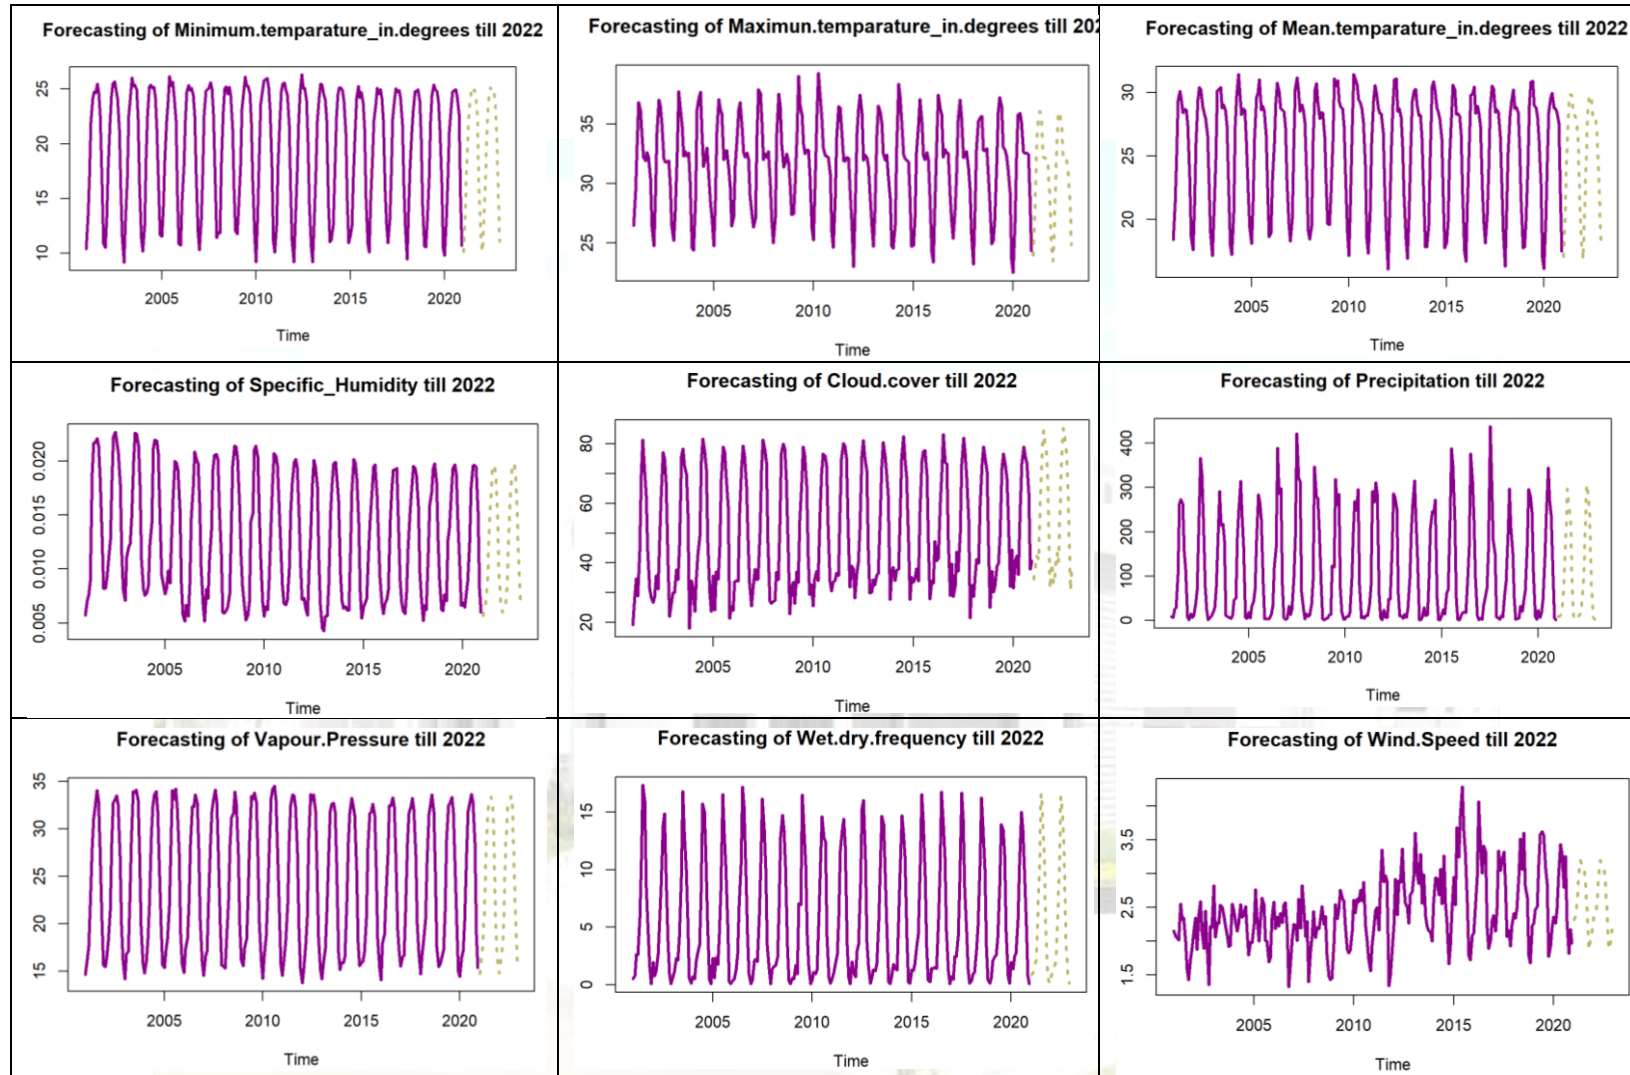 Forecasting of Minimum.temparature_in.degrees till 2022
25
20
15
10
2005 2010 2015 2020
Time
Forecasting of Maximun.temparature_in.degrees till 202
35
30
25
2005 2010 2015 2020
Time
Forecasting of Mean.temparature_in.degrees till 2022
30
25
20
2005 2010 2015 2020
Time
Forecasting of Specific_Humidity till 2022
0.020
0.015
0.010
0.005
2005 2010 2015 2020
Time
Forecasting of Cloud.cover till 2022
80
60
40
20
2005 2010 2015 2020
Time
Forecasting of Precipitation till 2022
400
300
200
100
0
2005 2010 2015 2020
Time
Forecasting of Vapour.Pressure till 2022
35
30
25
20
15
2005 2010 2015 2020
Time
Forecasting of Wet.dry.frequency till 2022
15
10
5
0
2005 2010 2015 2020
Time
Forecasting of Wind.Speed till 2022
3.5
2.5
1.5
2005 2010 2015 2020
Time